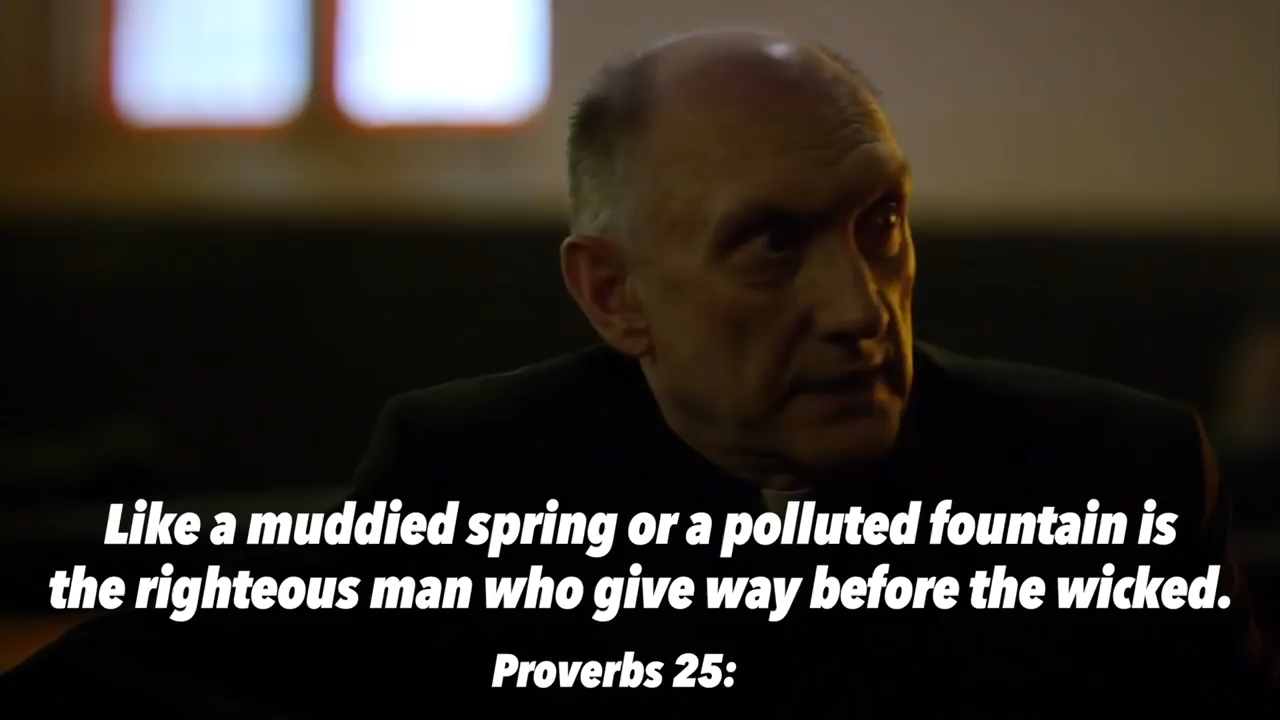 Like a muddied spring or a polluted fountain is
the righteous man who give way before the wicked.
Proverbs 25: